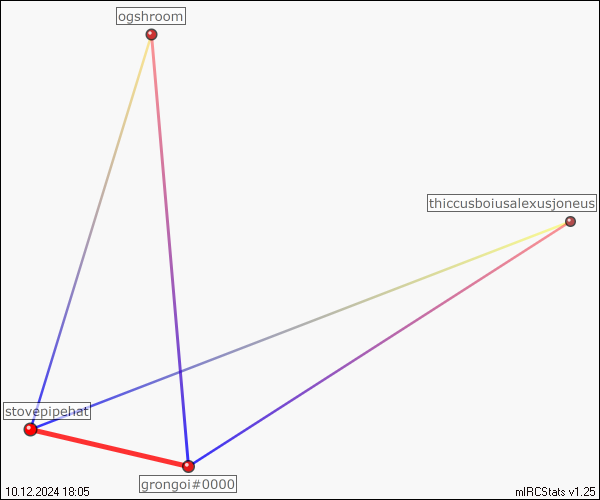 ogshroom
thiccusboiusalexusjoneus
stovepipehat
grongoi#0000
10.12.2024 18:05
mIRCStats v1.25